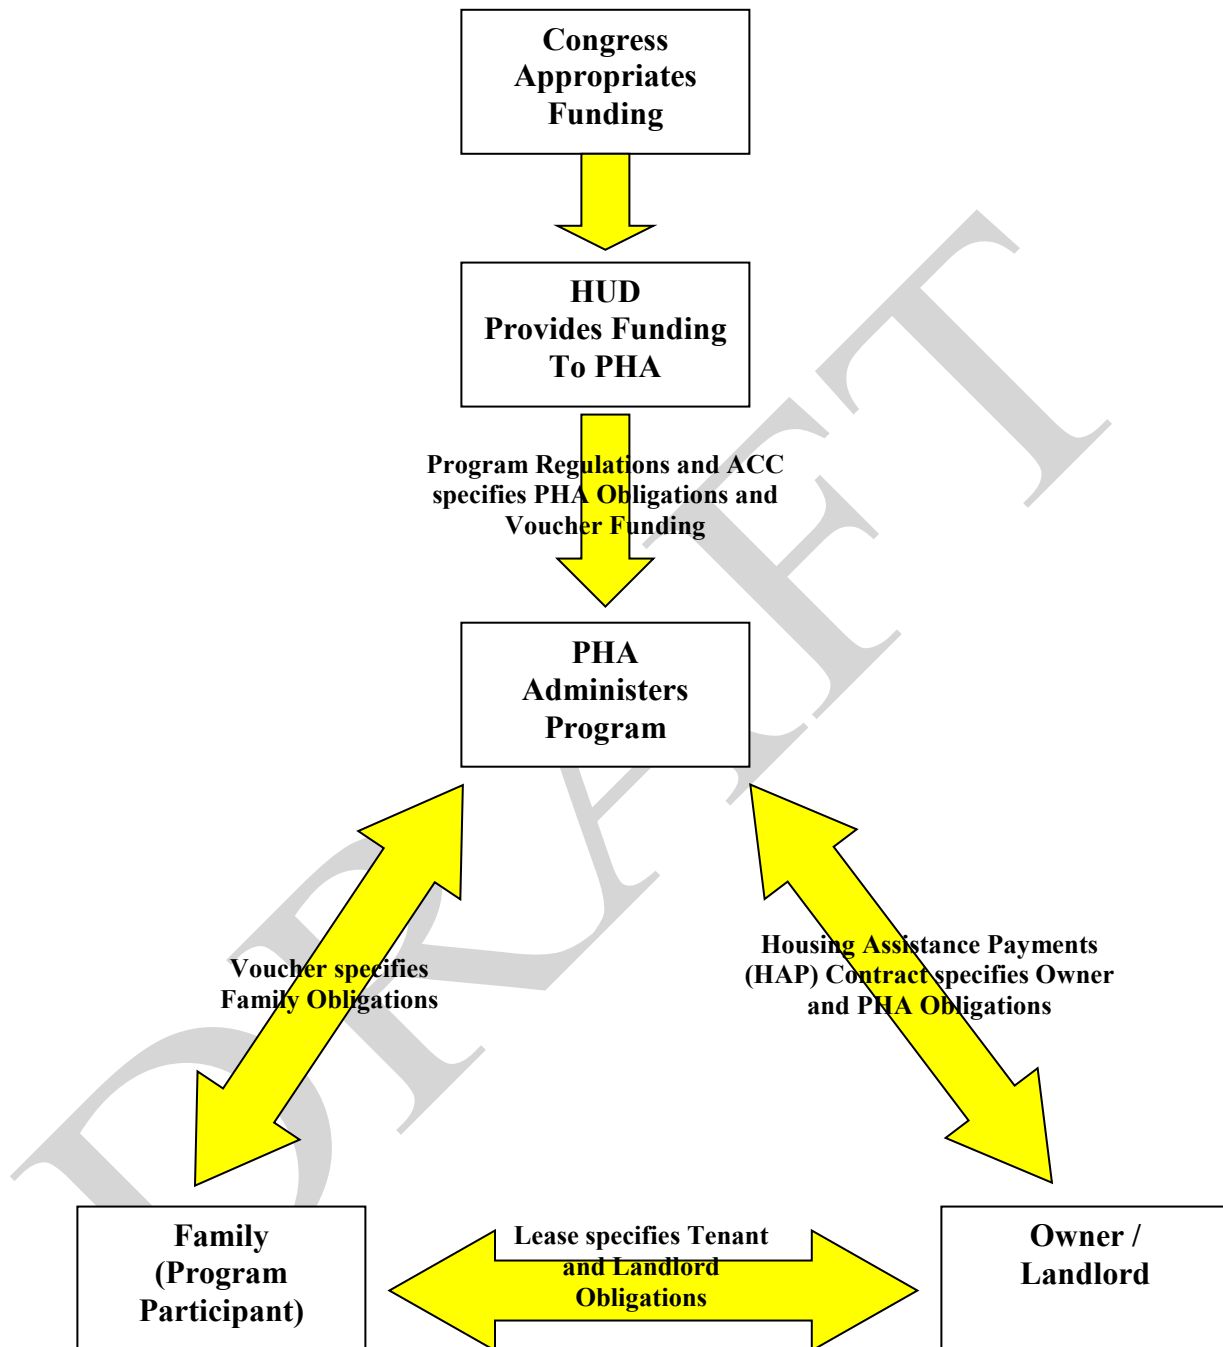 Congress
Appropriates
Funding
HUD
Provides Funding
To PHA
Program Regulations and ACC
specifies PHA Obligations and
Voucher Funding
PHA
Administers
Program
Voucher specifies
Family Obligations
Housing Assistance Payments
(HAP) Contract specifies Owner
and PHA Obligations
Family
(Program
Participant)
Lease specifies Tenant
and Landlord
Obligations
Owner /
Landlord
DRAFT